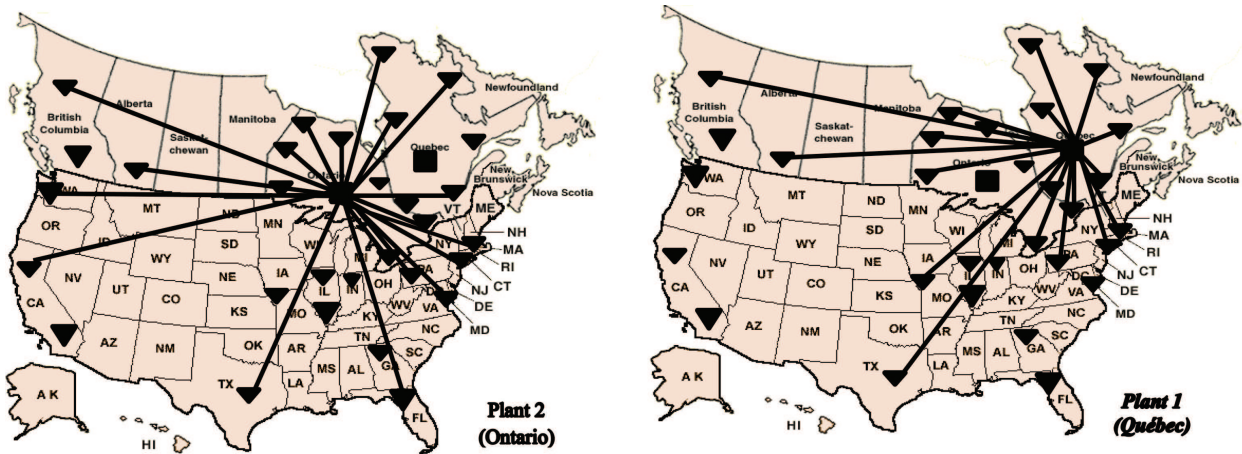 Newfoundland
Alberta
Manitoba
British
Columbia
Saskat-
chewan
Quebec
Ontario
New
Brunswick
Nova Scotia
WA
MT
ND
MN
VT
ME
OR
ID
SD
WI
MI
NY
NH
MA
RI
CT
NJ
DE
MD
WY
IA
NE
PA
NV
UT
CO
IL
IN
OH
CA
KS
MO
WV
VA
KY
NC
AZ
NM
OK
AR
TN
SC
MS
AL
GA
TX
LA
FL
A K
HI
Plant 2
(Ontario)
Newfoundland
Alberta
Manitoba
British
Columbia
Saskat-
chewan
Quebec
Ontario
New
Brunswick
Nova Scotia
WA
MT
ND
MN
ME
OR
ID
SD
WI
MI
NY
NH
MA
RI
CT
NJ
DE
MD
WY
IA
NE
PA
DC
NV
UT
CO
IL
IN
OH
CA
KS
MO
WV
VA
KY
NC
AZ
NM
OK
AR
TN
SC
MS
AL
GA
TX
LA
FL
A K
HI
Plant 1
(Québec)